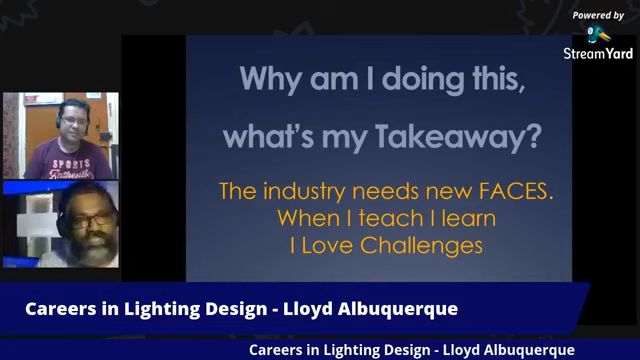 Powered by
StreamYard
Why am I doing this,
what's my Takeaway?
The industry needs new FACES.
When I teach I learn
I Love Challenges
SPORTS
Careers in Lighting Design - Lloyd Albuquerque
Careers in Lighting Design - Lloyd Albuquerque